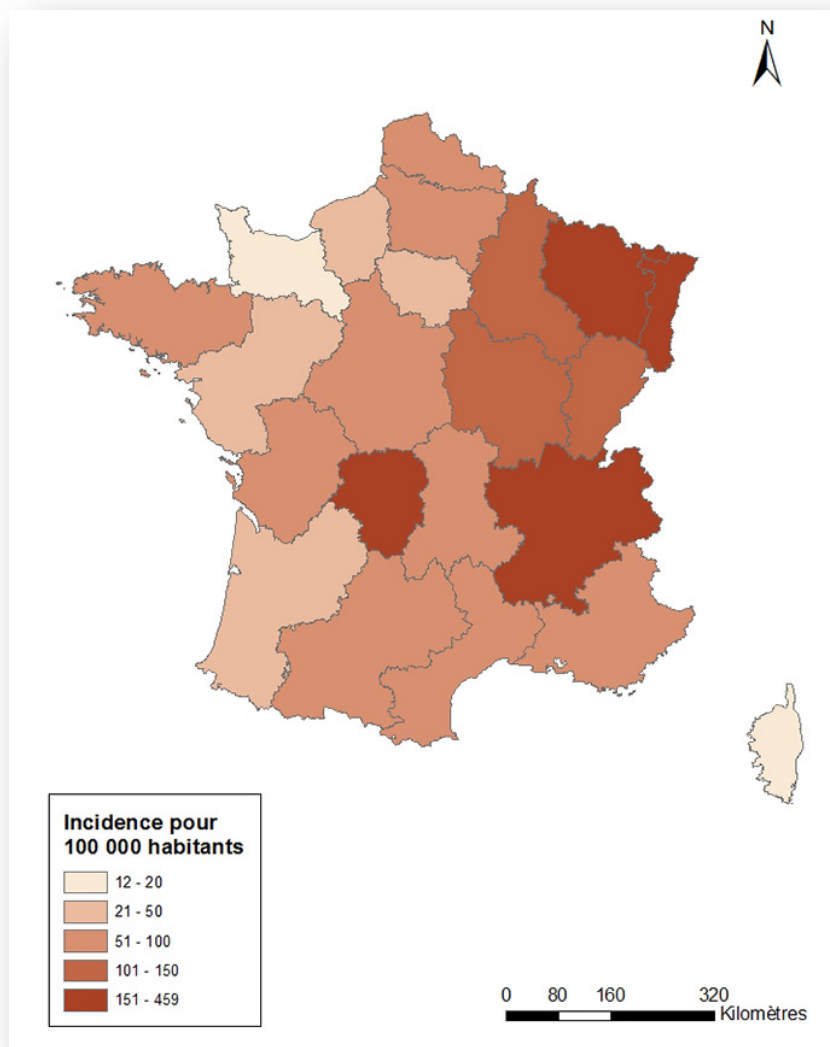 N
Incidence pour
100 000 habitants
12 - 20
21 - 50
51 - 100
101 - 150
151 - 459
0 80 160 320
Kilomètres